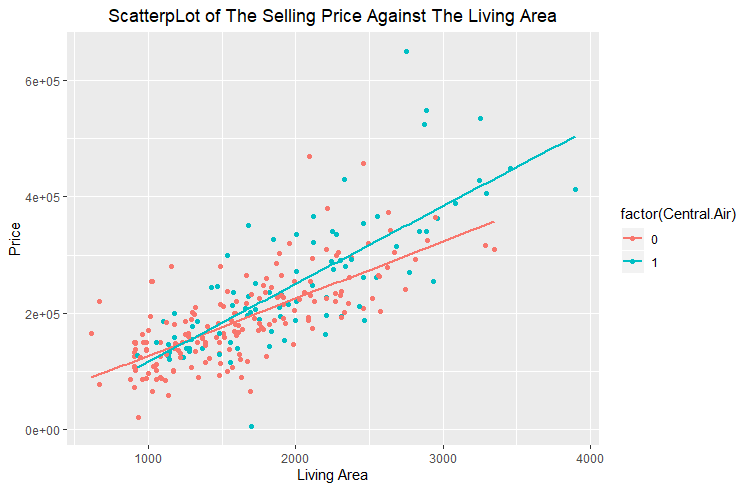 ScatterpLot of The Selling Price Against The Living Area
6e+05
4e+05
2e+05
0e+00
Price
1000 2000 3000 4000
Living Area
factor(Central.Air)
0
1